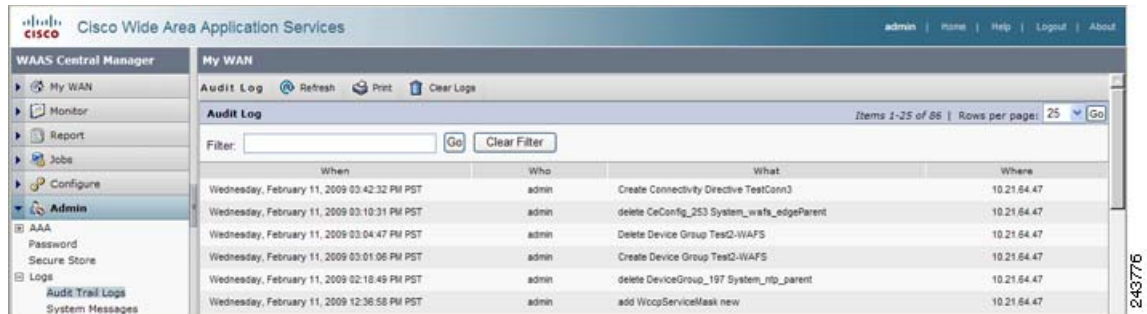 CISCO Cisco Wide Area Application Services admin | Home | Help | Logout | About
WAAS Central Manager
My WAN
Monitor
Report
Jobs
Configure
Admin
AAA
Password
Secure Store
Logs
Audit Trail Logs
System Messages
My WAN
Audit Log Refresh Print Clear Logs
Audit Log Items 1-25 of 86 | Rows per page: 25 Go
Filter: Go Clear Filter
When Who What Where
Wednesday, February 11, 2009 03:42:32 PM PST admin Create Connectivity Directive TestConn3 10.21.64.47
Wednesday, February 11, 2009 03:10:31 PM PST admin delete CeConfig_253 System_wafs_edgeParent 10.21.64.47
Wednesday, February 11, 2009 03:04:47 PM PST admin Delete Device Group Test2-WAFS 10.21.64.47
Wednesday, February 11, 2009 03:01:06 PM PST admin Create Device Group Test2-WAFS 10.21.64.47
Wednesday, February 11, 2009 02:18:49 PM PST admin delete DeviceGroup_197 System_ntp_parent 10.21.64.47
Wednesday, February 11, 2009 12:36:58 PM PST admin add WccpServiceMask new 10.21.64.47
243776